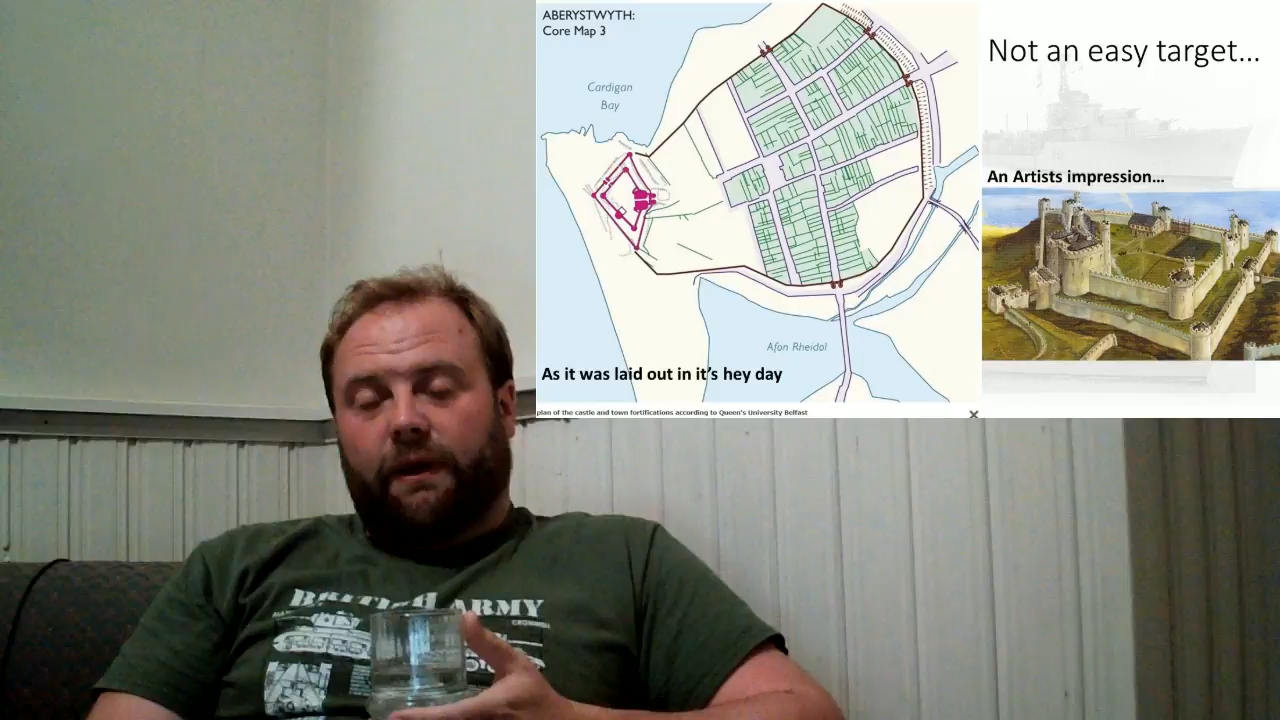 ABERYSTWYTH:
Core Map 3
Cardigan
Bay
Afon Rheidol
As it was laid out in it's hey day
plan of the castle and town fortifications according to Queen's University Belfast
Not an easy target...
An Artists impression...
BRITISH ARMY